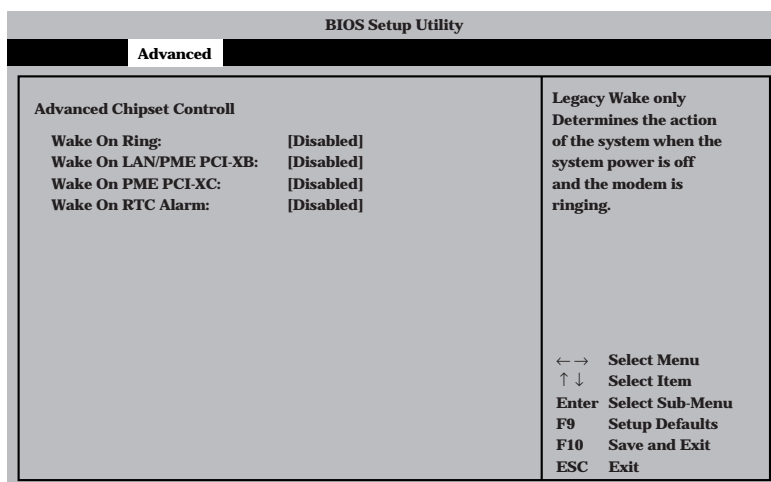 BIOS Setup Utility
Advanced
Advanced Chipset Controll
Wake On Ring: [Disabled]
Wake On LAN/PME PCI-XB: [Disabled]
Wake On PME PCI-XC: [Disabled]
Wake On RTC Alarm: [Disabled]
Legacy Wake only
Determines the action
of the system when the
system power is off
and the modem is
ringing.
←→ Select Menu
↑↓ Select Item
Enter Select Sub-Menu
F9 Setup Defaults
F10 Save and Exit
ESC Exit